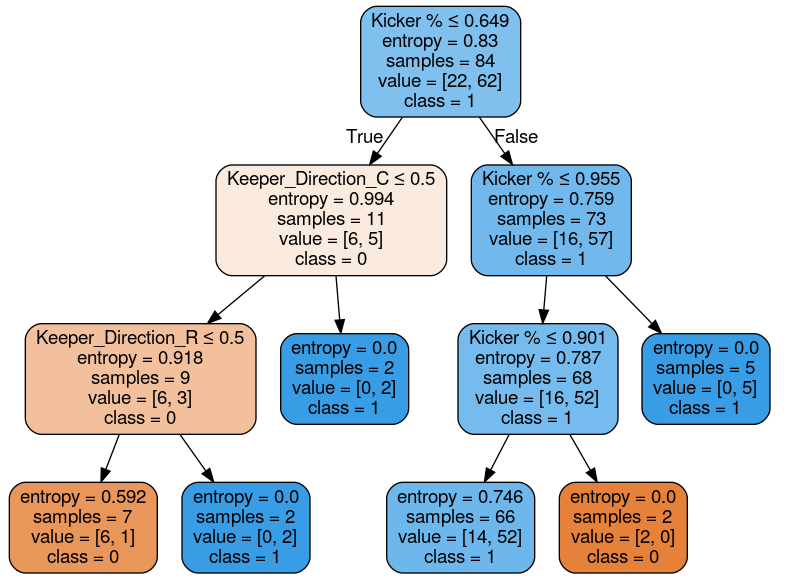 Kicker % ≤ 0.649
entropy = 0.83
samples = 84
value = [22, 62]
class = 1
True
False
Keeper_Direction_C ≤ 0.5
entropy = 0.994
samples = 11
value = [6, 5]
class = 0
Kicker % ≤ 0.955
entropy = 0.759
samples = 73
value = [16, 57]
class = 1
Keeper_Direction_R ≤ 0.5
entropy = 0.918
samples = 9
value = [6, 3]
class = 0
entropy = 0.0
samples = 2
value = [0, 2]
class = 1
Kicker % ≤ 0.901
entropy = 0.787
samples = 68
value = [16, 52]
class = 1
entropy = 0.0
samples = 5
value = [0, 5]
class = 1
entropy = 0.592
samples = 7
value = [6, 1]
class = 0
entropy = 0.0
samples = 2
value = [0, 2]
class = 1
entropy = 0.746
samples = 66
value = [14, 52]
class = 1
entropy = 0.0
samples = 2
value = [2, 0]
class = 0